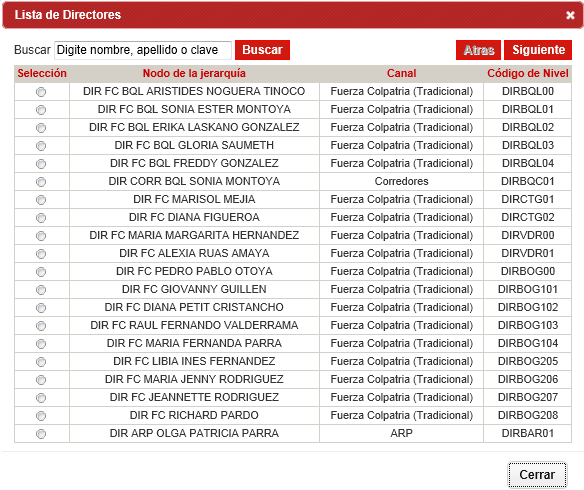 Lista de Directores ×
Buscar Digite nombre, apellido o clave Buscar Atras Siguiente
Selección Nodo de la jerarquía Canal Código de Nivel
DIR FC BQL ARISTIDES NOGUERA TINOCO Fuerza Colpatria (Tradicional) DIRBQL00
DIR FC BQL SONIA ESTER MONTOYA Fuerza Colpatria (Tradicional) DIRBQL01
DIR FC BQL ERIKA LASKANO GONZALEZ Fuerza Colpatria (Tradicional) DIRBQL02
DIR FC BQL GLORIA SAUMETH Fuerza Colpatria (Tradicional) DIRBQL03
DIR FC BQL FREDDY GONZALEZ Fuerza Colpatria (Tradicional) DIRBQL04
DIR CORR BQL SONIA MONTOYA Corredores DIRBQC01
DIR FC MARISOL MEJIA Fuerza Colpatria (Tradicional) DIRCTG01
DIR FC DIANA FIGUEROA Fuerza Colpatria (Tradicional) DIRCTG02
DIR FC MARIA MARGARITA HERNANDEZ Fuerza Colpatria (Tradicional) DIRVDR00
DIR FC ALEXIA RUAS AMAYA Fuerza Colpatria (Tradicional) DIRVDR01
DIR FC PEDRO PABLO OTOYA Fuerza Colpatria (Tradicional) DIRBOG00
DIR FC GIOVANNY GUILLEN Fuerza Colpatria (Tradicional) DIRBOG101
DIR FC DIANA PETIT CRISTANCHO Fuerza Colpatria (Tradicional) DIRBOG102
DIR FC RAUL FERNANDO VALDERRAMA Fuerza Colpatria (Tradicional) DIRBOG103
DIR FC MARIA FERNANDA PARRA Fuerza Colpatria (Tradicional) DIRBOG104
DIR FC LIBIA INES FERNANDEZ Fuerza Colpatria (Tradicional) DIRBOG205
DIR FC MARIA JENNY RODRIGUEZ Fuerza Colpatria (Tradicional) DIRBOG206
DIR FC JEANNETTE RODRIGUEZ Fuerza Colpatria (Tradicional) DIRBOG207
DIR FC RICHARD PARDO Fuerza Colpatria (Tradicional) DIRBOG208
DIR ARP OLGA PATRICIA PARRA ARP DIRBAR01
Cerrar